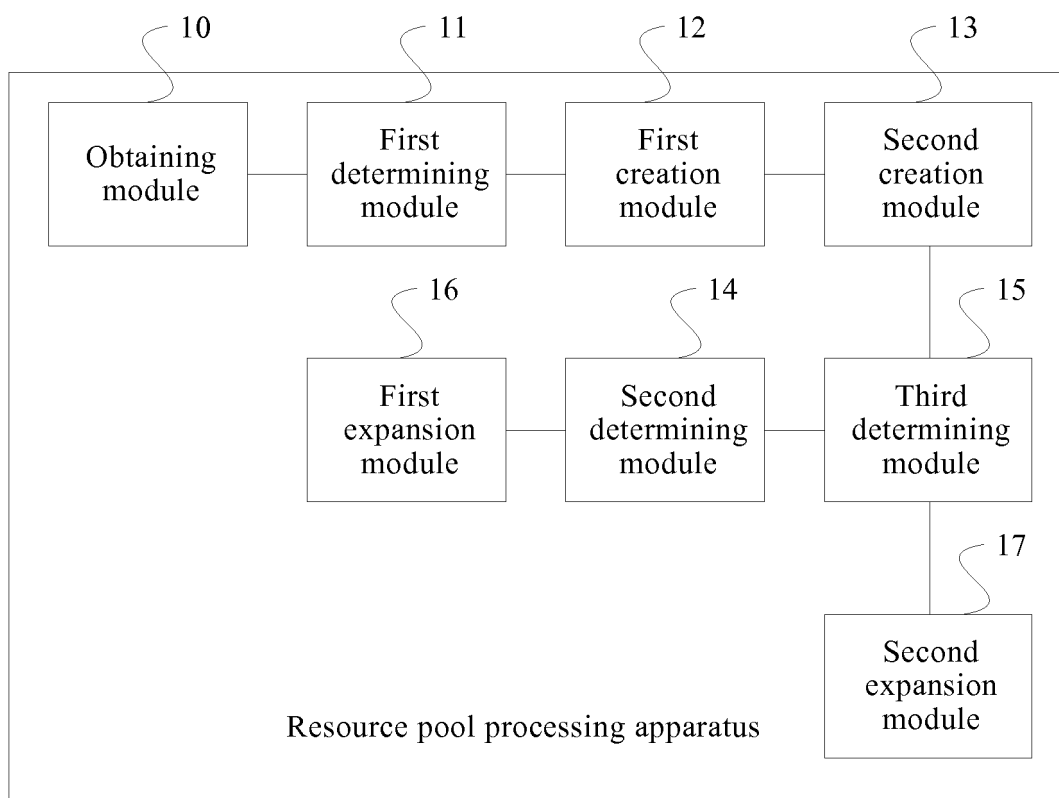 10
11
12
13
Obtaining
module
First
determining
module
First
creation
module
Second
creation
module
16
14
15
First
expansion
module
Second
determining
module
Third
determining
module
17
Second
expansion
module
Resource pool processing apparatus